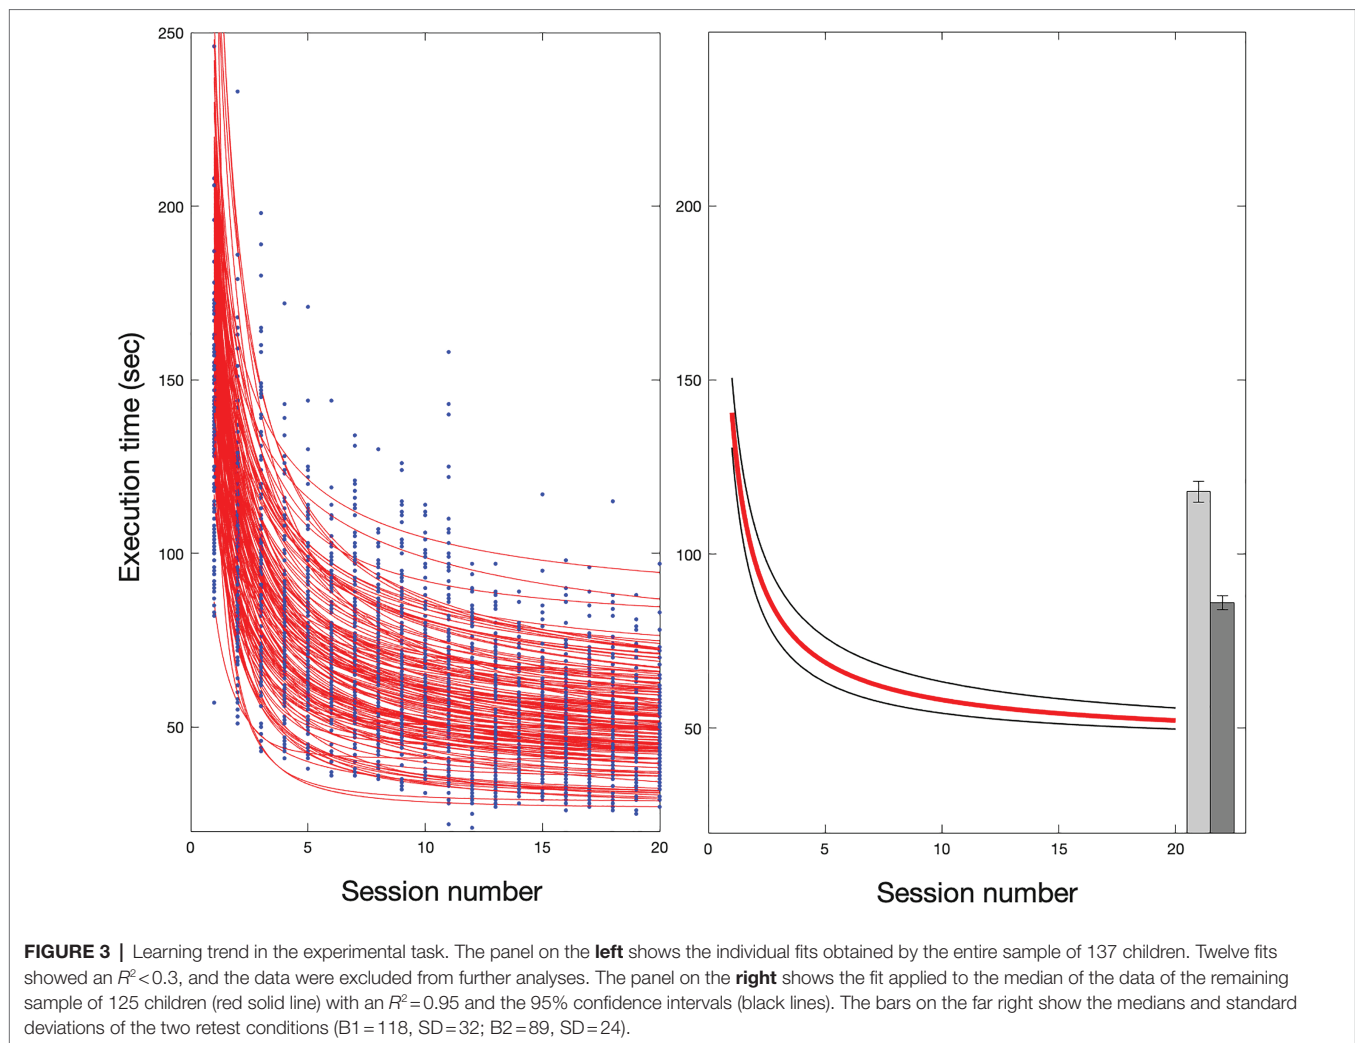 250
200
150
100
50
Execution time (sec)
0
5
10
15
20
Session number
200
150
100
50
0
5
10
15
20
Session number
FIGURE 3 | Learning trend in the experimental task. The panel on the left shows the individual fits obtained by the entire sample of 137 children. Twelve fits
showed an R²<0.3, and the data were excluded from further analyses. The panel on the right shows the fit applied to the median of the data of the remaining
sample of 125 children (red solid line) with an R²=0.95 and the 95% confidence intervals (black lines). The bars on the far right show the medians and standard
deviations of the two retest conditions (B1=118, SD=32; B2=89, SD=24).